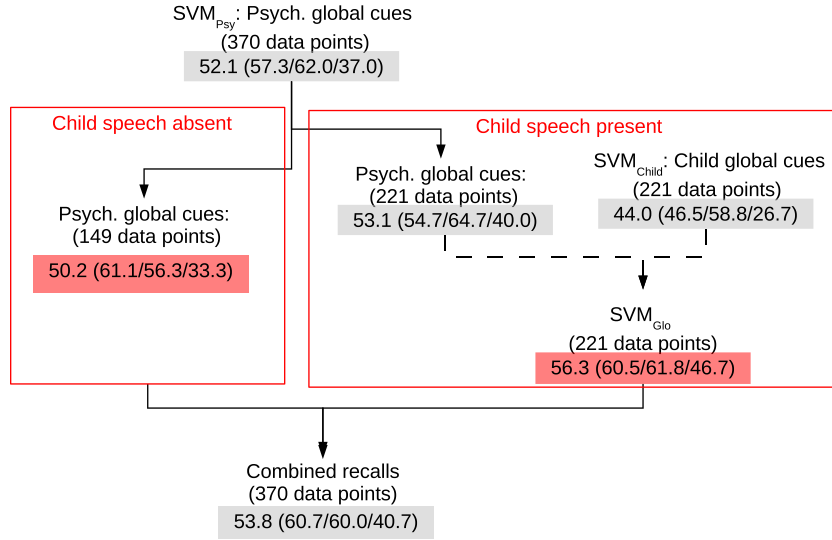 SVM_Psy: Psych. global cues
(370 data points)
52.1 (57.3/62.0/37.0)
Child speech absent
Child speech present
Psych. global cues:
(149 data points)
50.2 (61.1/56.3/33.3)
Psych. global cues:
(221 data points)
53.1 (54.7/64.7/40.0)
SVM_Child: Child global cues
(221 data points)
44.0 (46.5/58.8/26.7)
SVM_Glo
(221 data points)
56.3 (60.5/61.8/46.7)
Combined recalls
(370 data points)
53.8 (60.7/60.0/40.7)